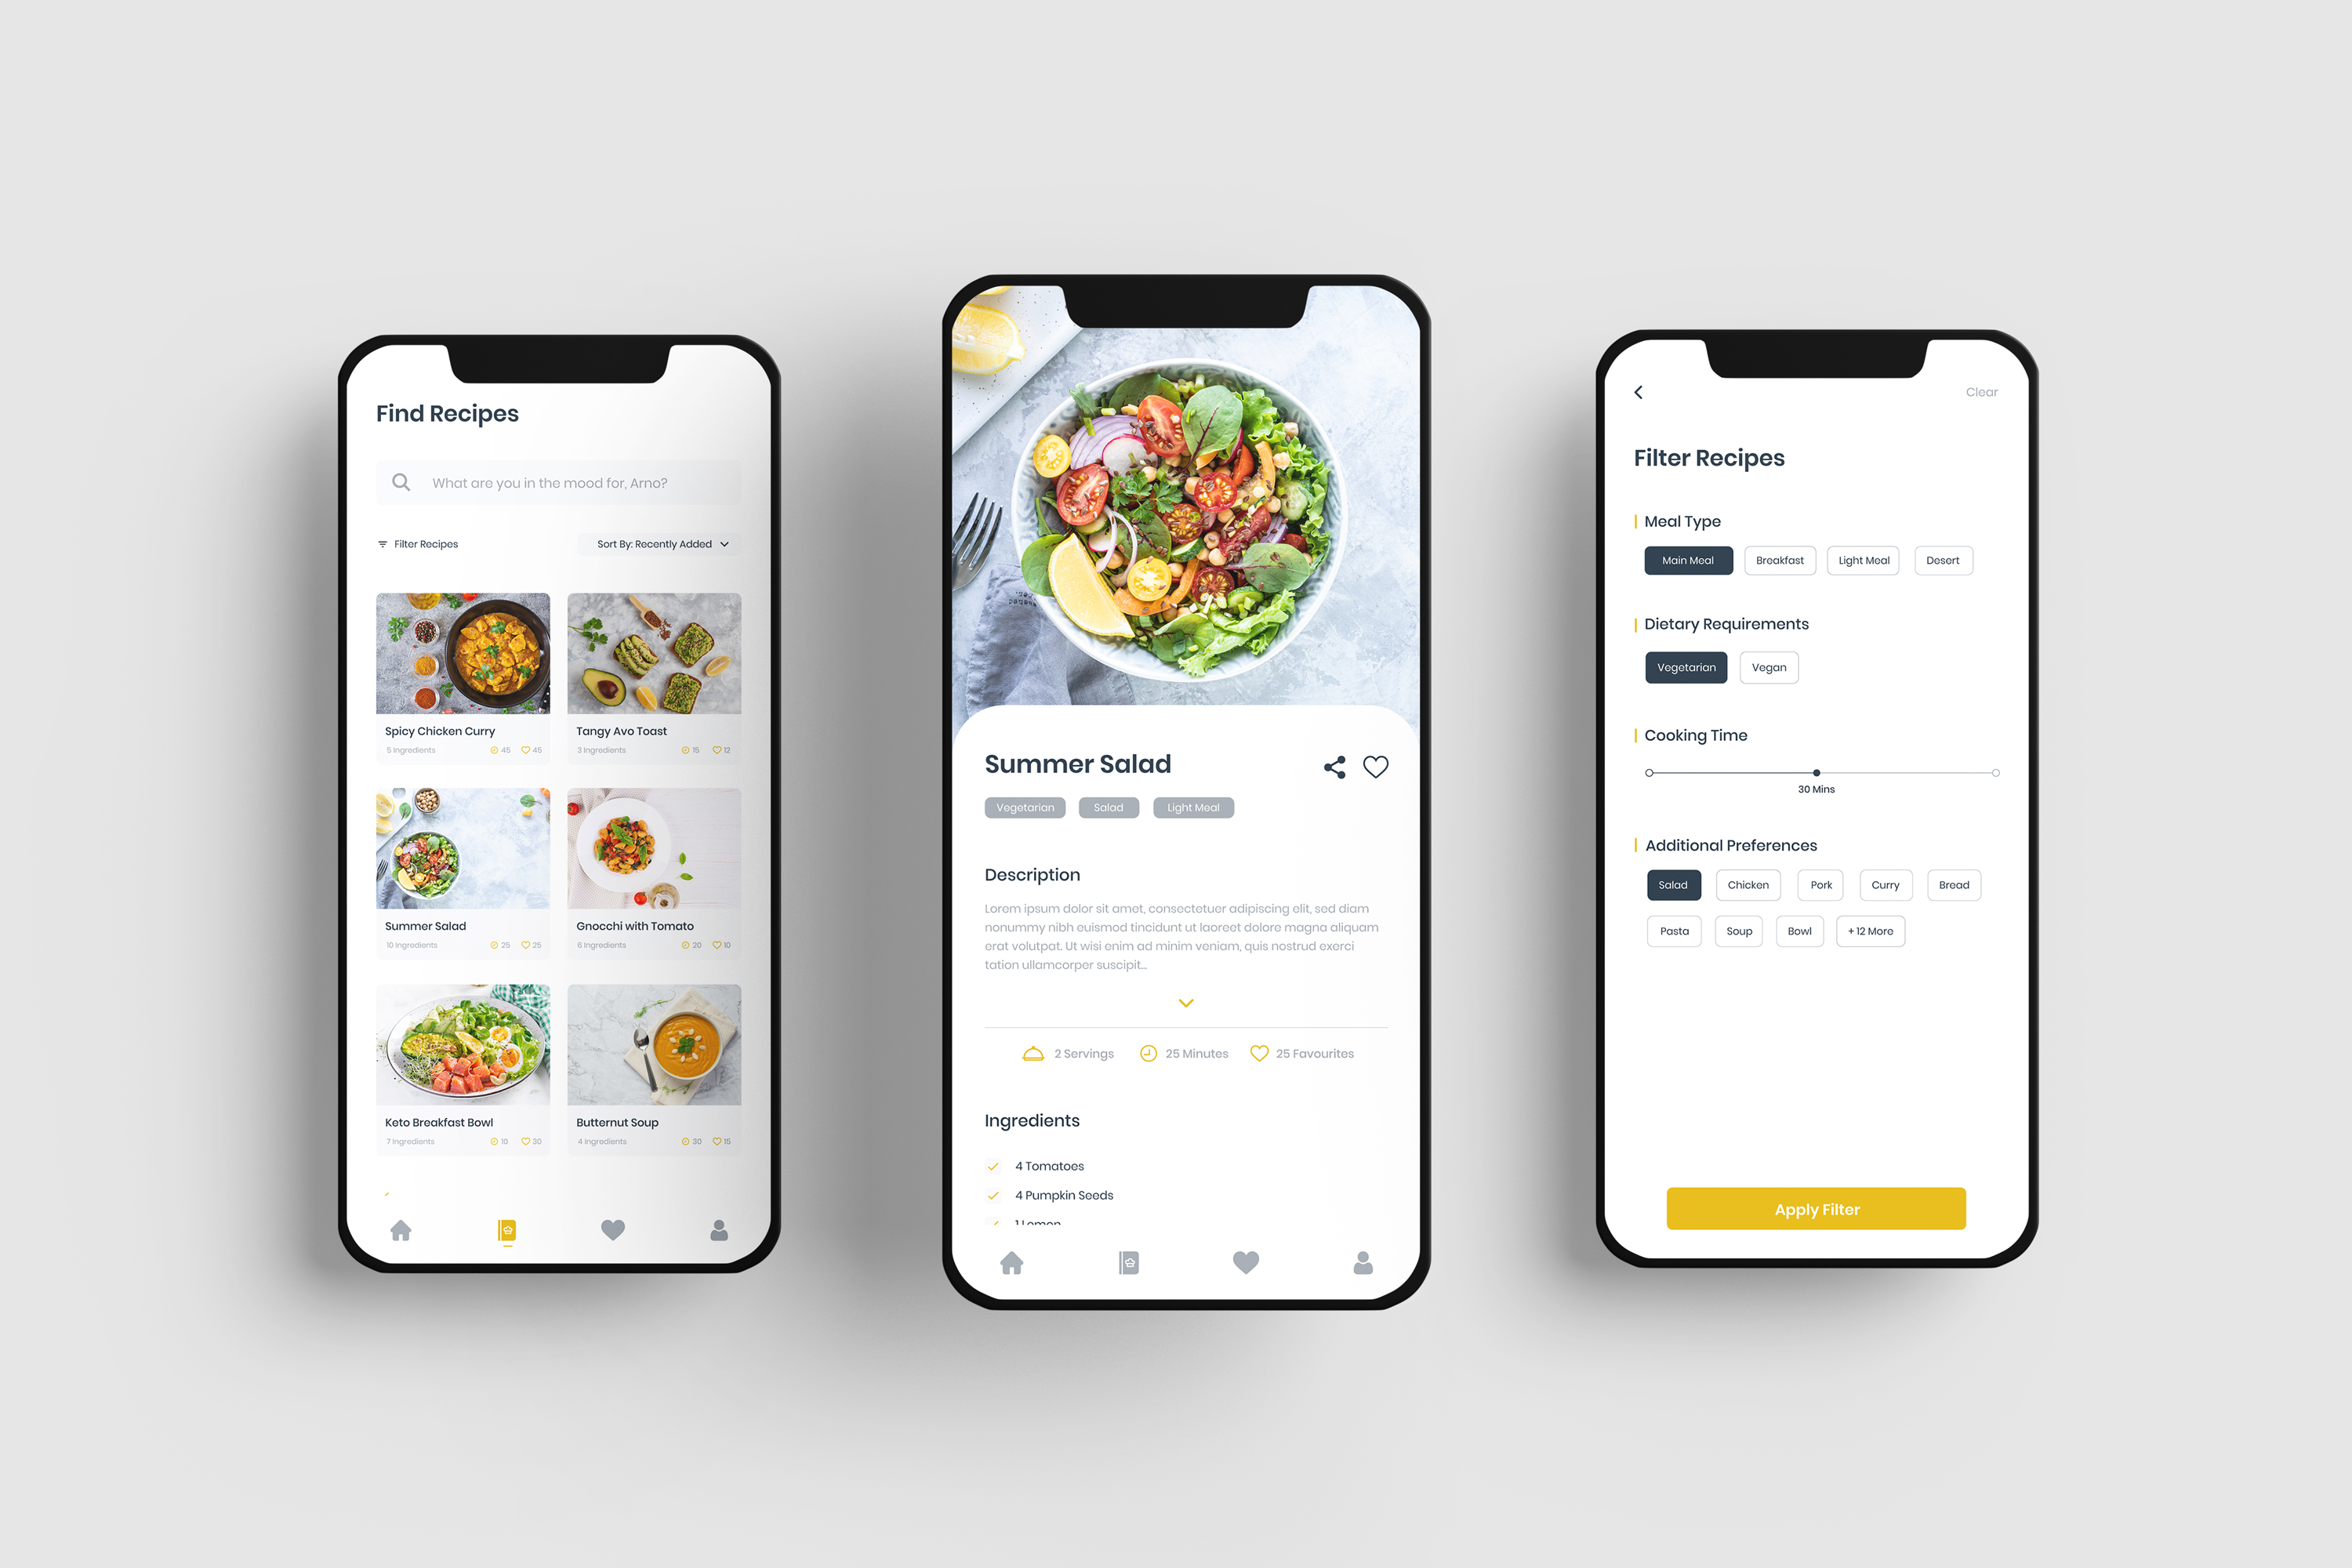 Find Recipes
What are you in the mood for, Arno?
Filter Recipes
Sort By: Recently Added
Spicy Chicken Curry
5 Ingredients
45
45
Tangy Avo Toast
3 Ingredients
15
12
Summer Salad
10 Ingredients
25
25
Gnocchi with Tomato
6 Ingredients
20
10
Keto Breakfast Bowl
7 Ingredients
10
30
Butternut Soup
4 Ingredients
30
15
Summer Salad
Vegetarian
Salad
Light Meal
Description
Lorem ipsum dolor sit amet, consectetuer adipiscing elit, sed diam
nonummy nibh euismod tincidunt ut laoreet dolore magna aliquam
erat volutpat. Ut wisi enim ad minim veniam, quis nostrud exerci
tation ullamcorper suscipit...
2 Servings
25 Minutes
25 Favourites
Ingredients
4 Tomatoes
4 Pumpkin Seeds
1 Lemon
Clear
Filter Recipes
Meal Type
Main Meal
Breakfast
Light Meal
Desert
Dietary Requirements
Vegetarian
Vegan
Cooking Time
30 Mins
Additional Preferences
Salad
Chicken
Pork
Curry
Bread
Pasta
Soup
Bowl
+ 12 More
Apply Filter